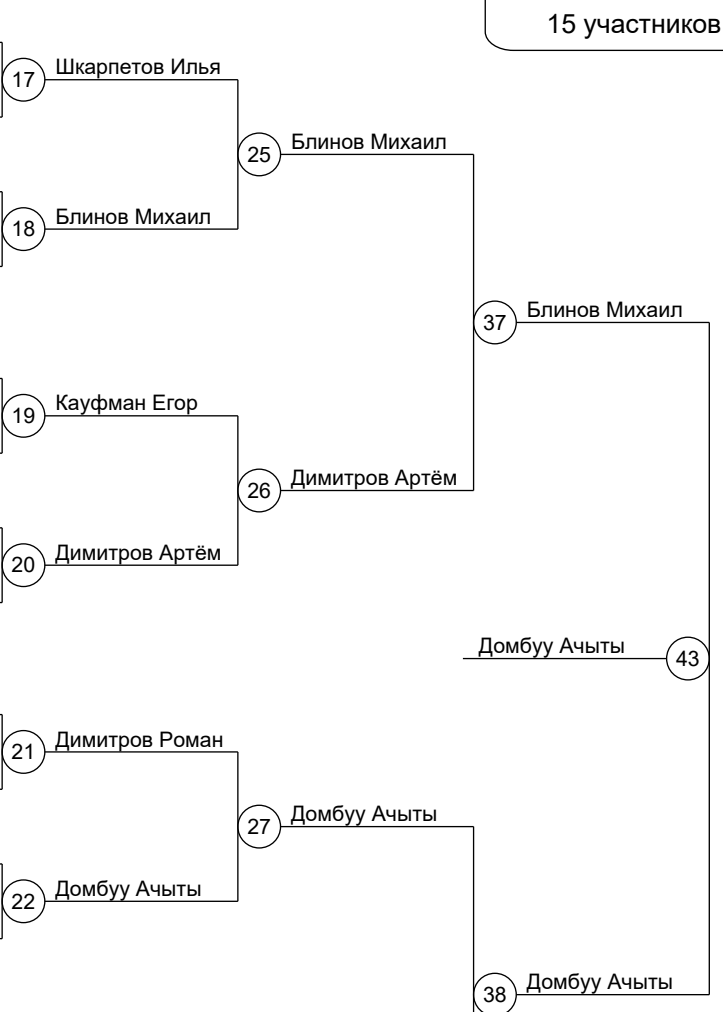 15 участников
17 Шкарпетов Илья
25 Блинов Михаил
18 Блинов Михаил
37 Блинов Михаил
19 Кауфман Егор
26 Димитров Артём
20 Димитров Артём
Домбуу Ачыты 43
21 Димитров Роман
27 Домбуу Ачыты
22 Домбуу Ачыты
38 Домбуу Ачыты